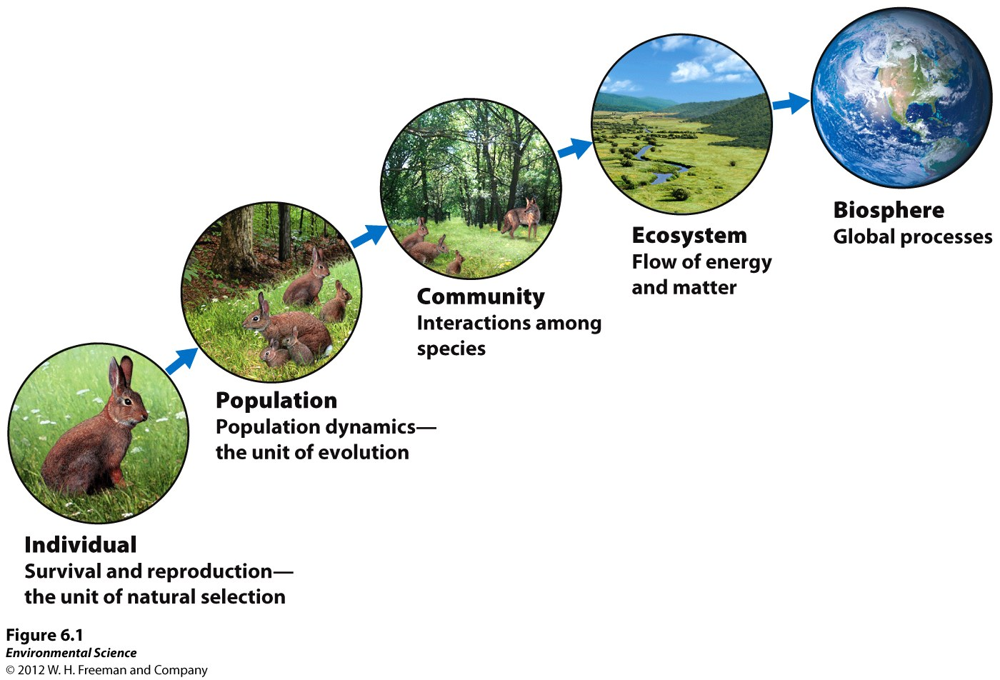 Individual
Survival and reproduction—
the unit of natural selection
Population
Population dynamics—
the unit of evolution
Community
Interactions among
species
Ecosystem
Flow of energy
and matter
Biosphere
Global processes
Figure 6.1
Environmental Science
© 2012 W. H. Freeman and Company